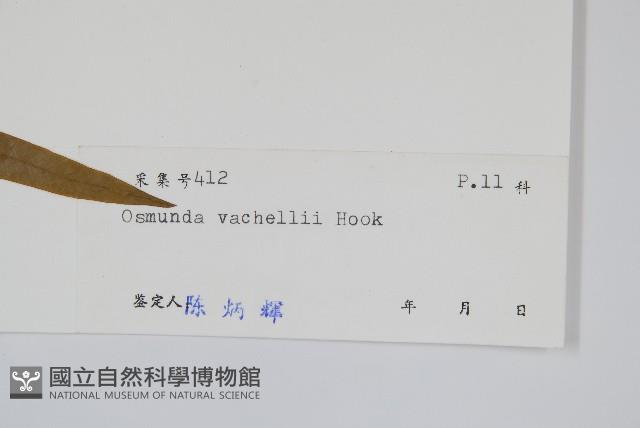 采集号412 P.11 科
Osmunda vachellii Hook
鉴定人 陈炳輝 年 月 日
國立自然科學博物館
NATIONAL MUSEUM OF NATURAL SCIENCE